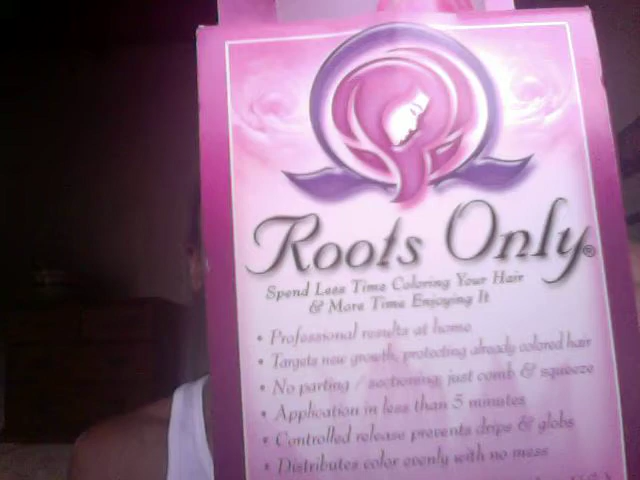 Roots Only®
Spend Less Time Coloring Your Hair
& More Time Enjoying It
• Professional results at home
• Targets new growth, protecting already colored hair
• No parting / sectioning; just comb & squeeze
• Application in less than 5 minutes
• Controlled release prevents drips & globs
• Distributes color evenly with no mess